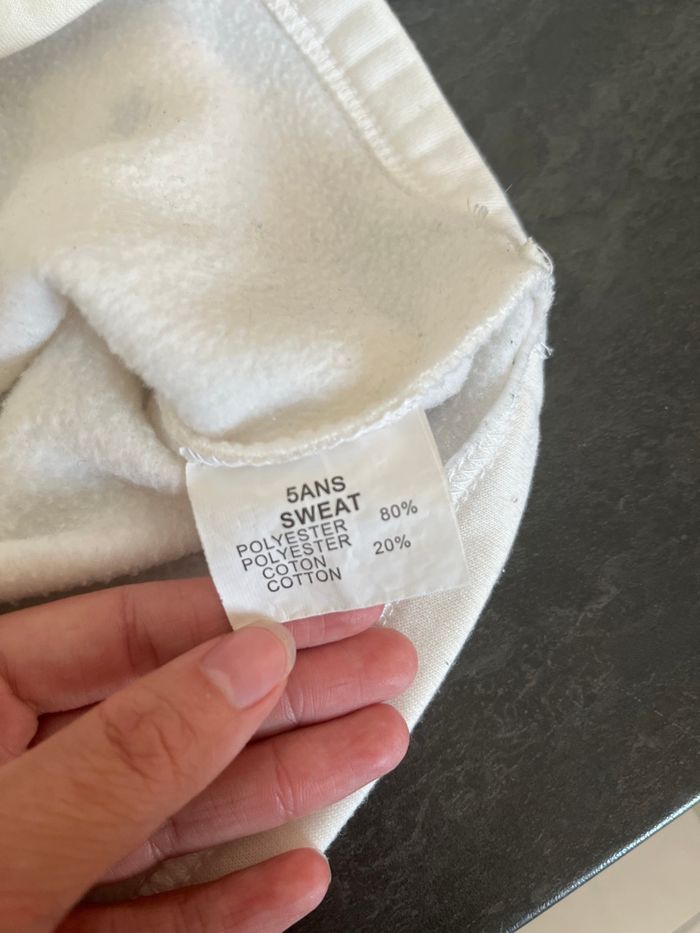 5ANS
SWEAT
POLYESTER 80%
POLYESTER
COTON 20%
COTTON